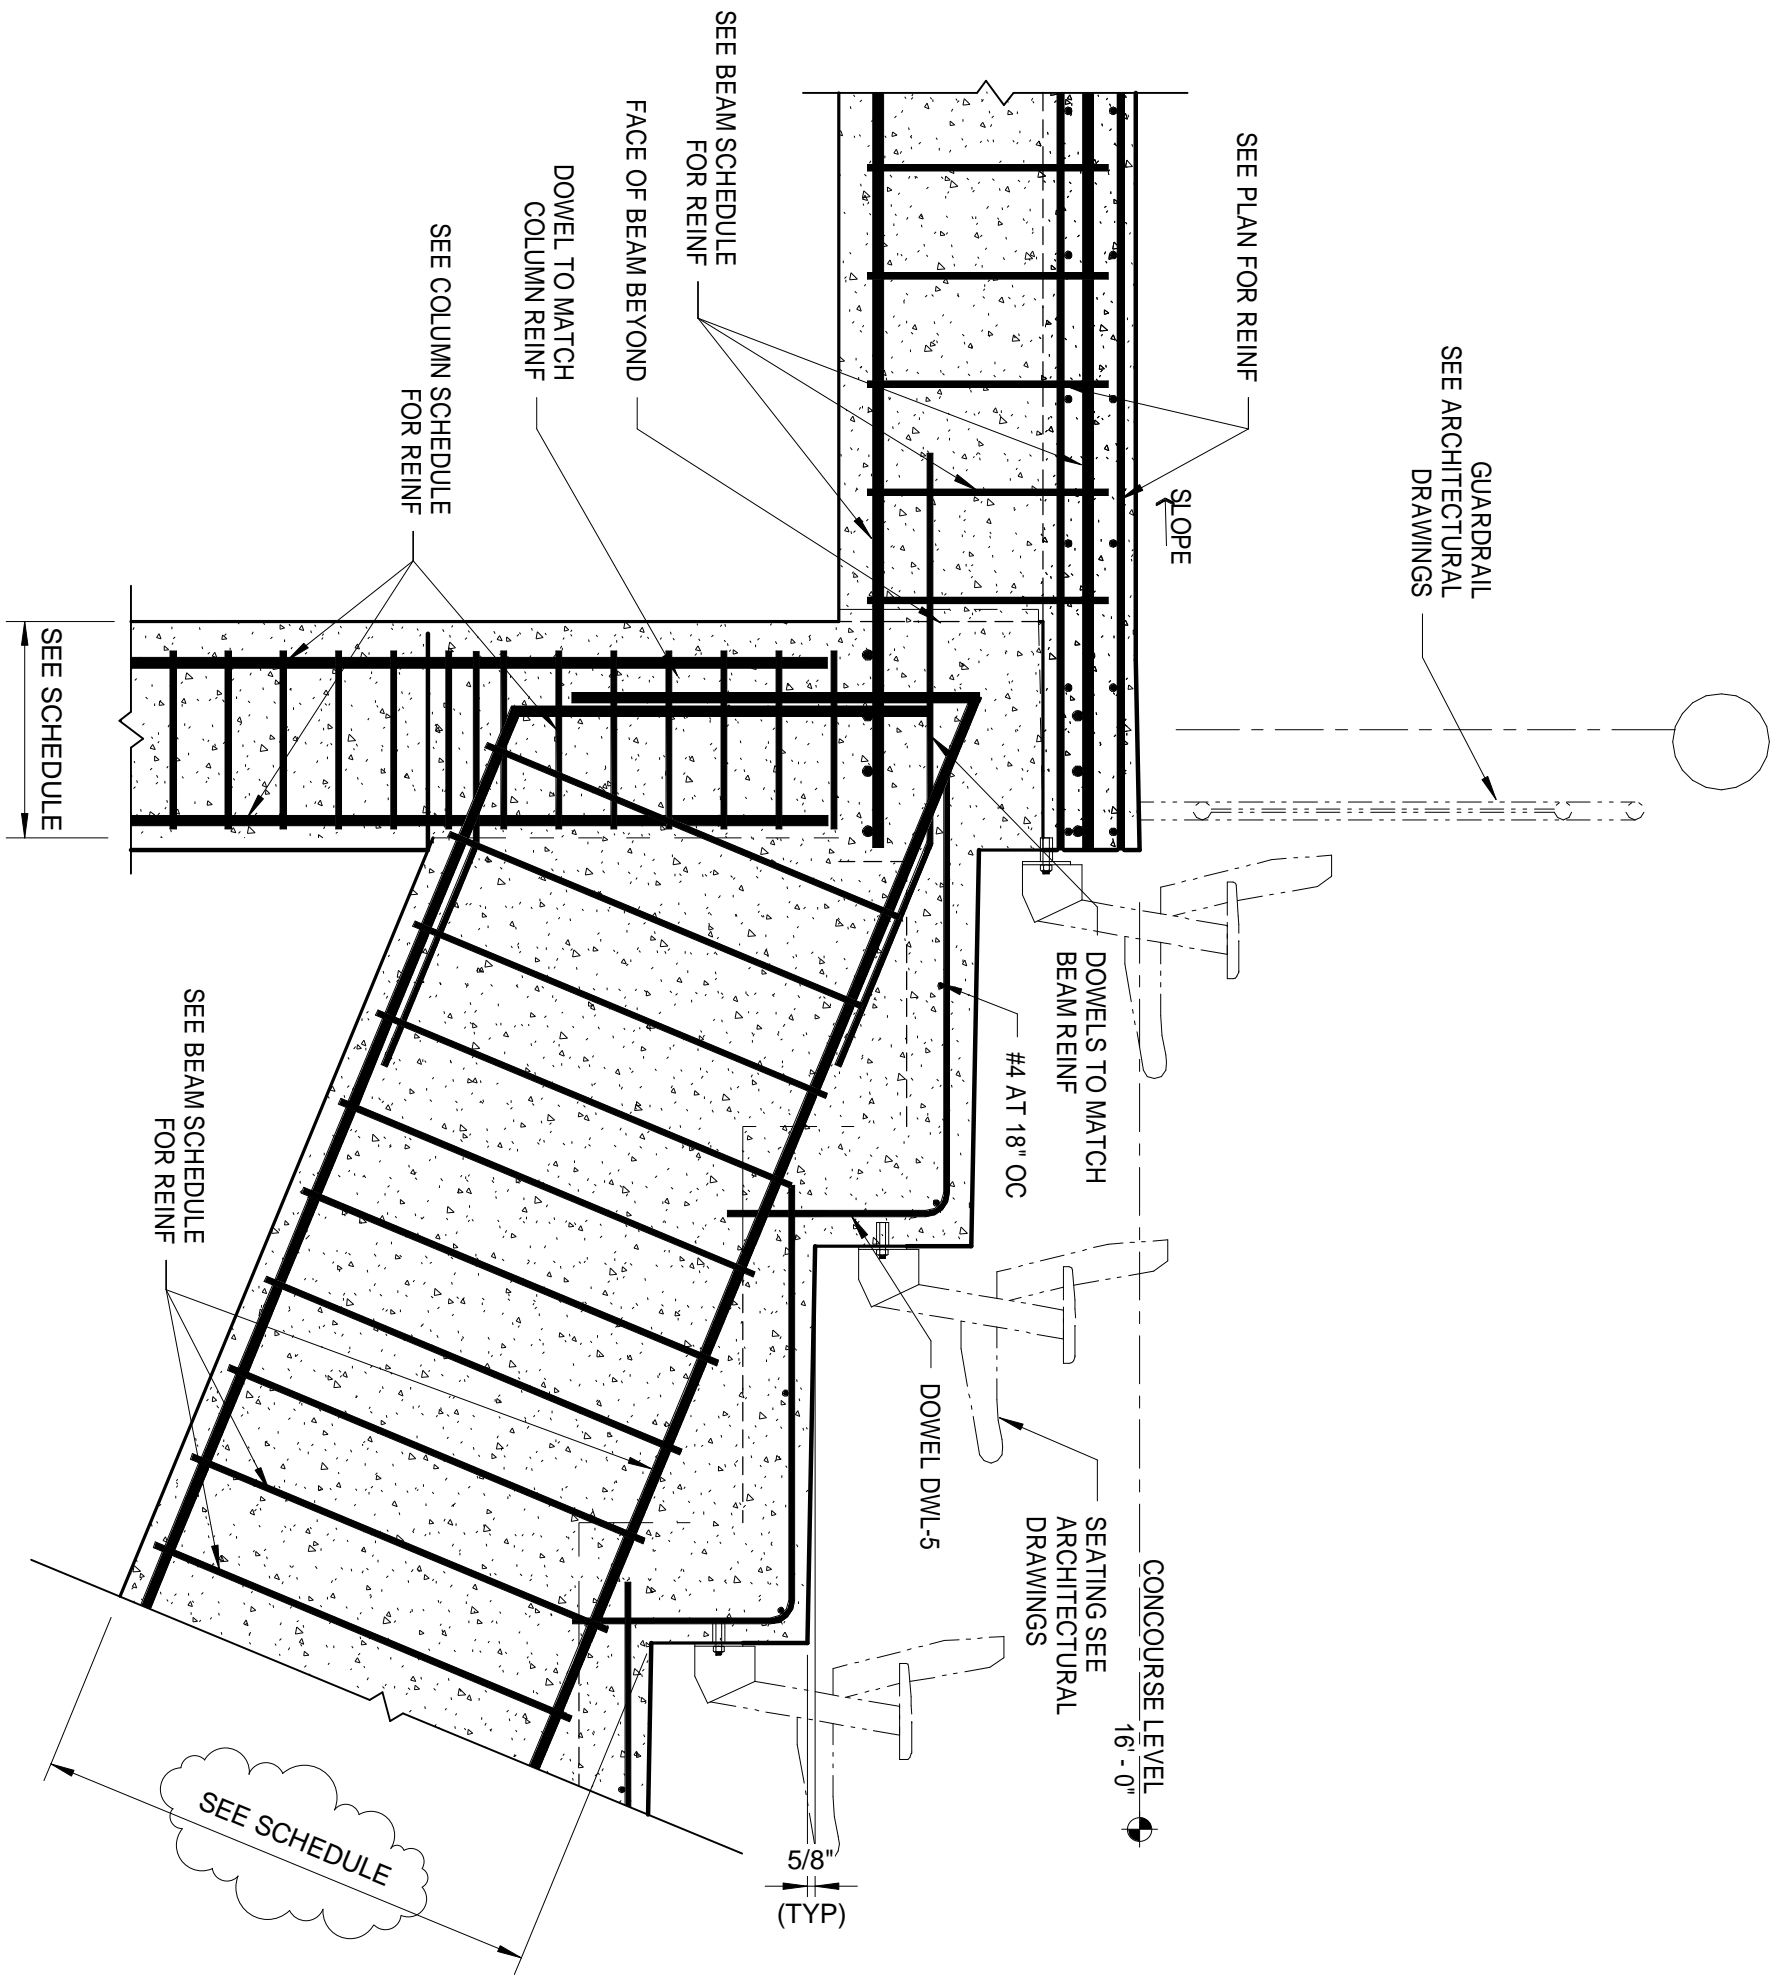 GUARDRAIL
SEE ARCHITECTURAL
DRAWINGS
SEE PLAN FOR REINF
SLOPE
SEE BEAM SCHEDULE
FOR REINF
FACE OF BEAM BEYOND
DOWEL TO MATCH
COLUMN REINF
SEE COLUMN SCHEDULE
FOR REINF
SEE SCHEDULE
CONCOURSE LEVEL
16' - 0"
DOWELS TO MATCH
BEAM REINF
#4 AT 18" OC
SEATING SEE
ARCHITECTURAL
DRAWINGS
DOWEL DWL-5
SEE BEAM SCHEDULE
FOR REINF
5/8"
(TYP)
SEE SCHEDULE